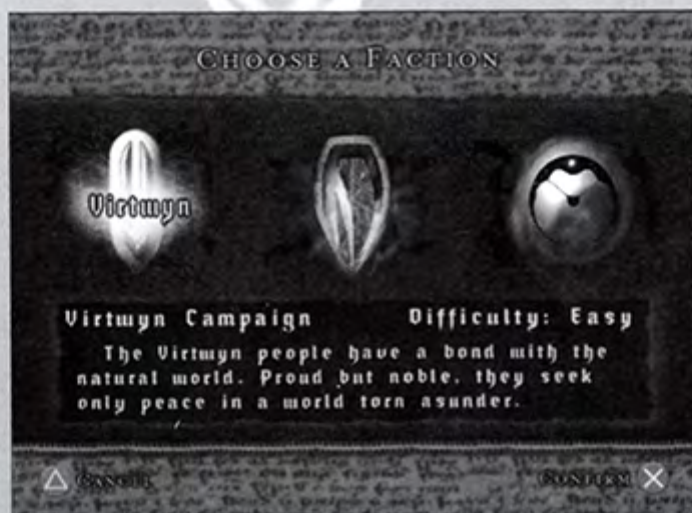 CHOOSE A FACTION
Virtwyn
Virtwyn Campaign Difficulty: Easy
The Virtwyn people have a bond with the
natural world. Proud but noble, they seek
only peace in a world torn asunder.
CANCEL CONFIRM